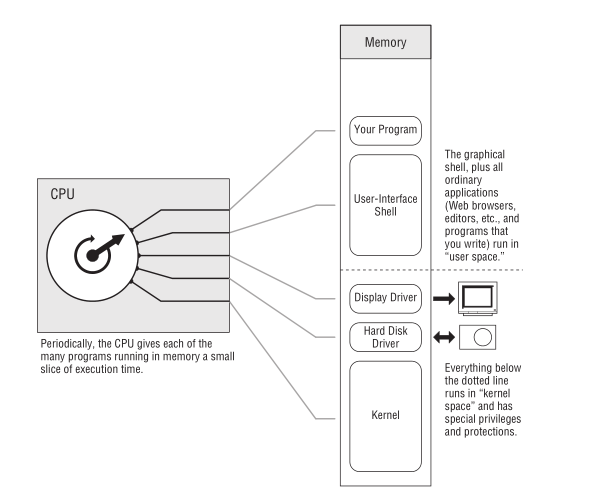 Memory
Your Program
User-Interface
Shell
The graphical
shell, plus all
ordinary
applications
(Web browsers,
editors, etc., and
programs that
you write) run in
“user space.”
CPU
Display Driver
Hard Disk
Driver
Periodically, the CPU gives each of the
many programs running in memory a small
slice of execution time.
Kernel
Everything below
the dotted line
runs in “kernel
space” and has
special privileges
and protections.